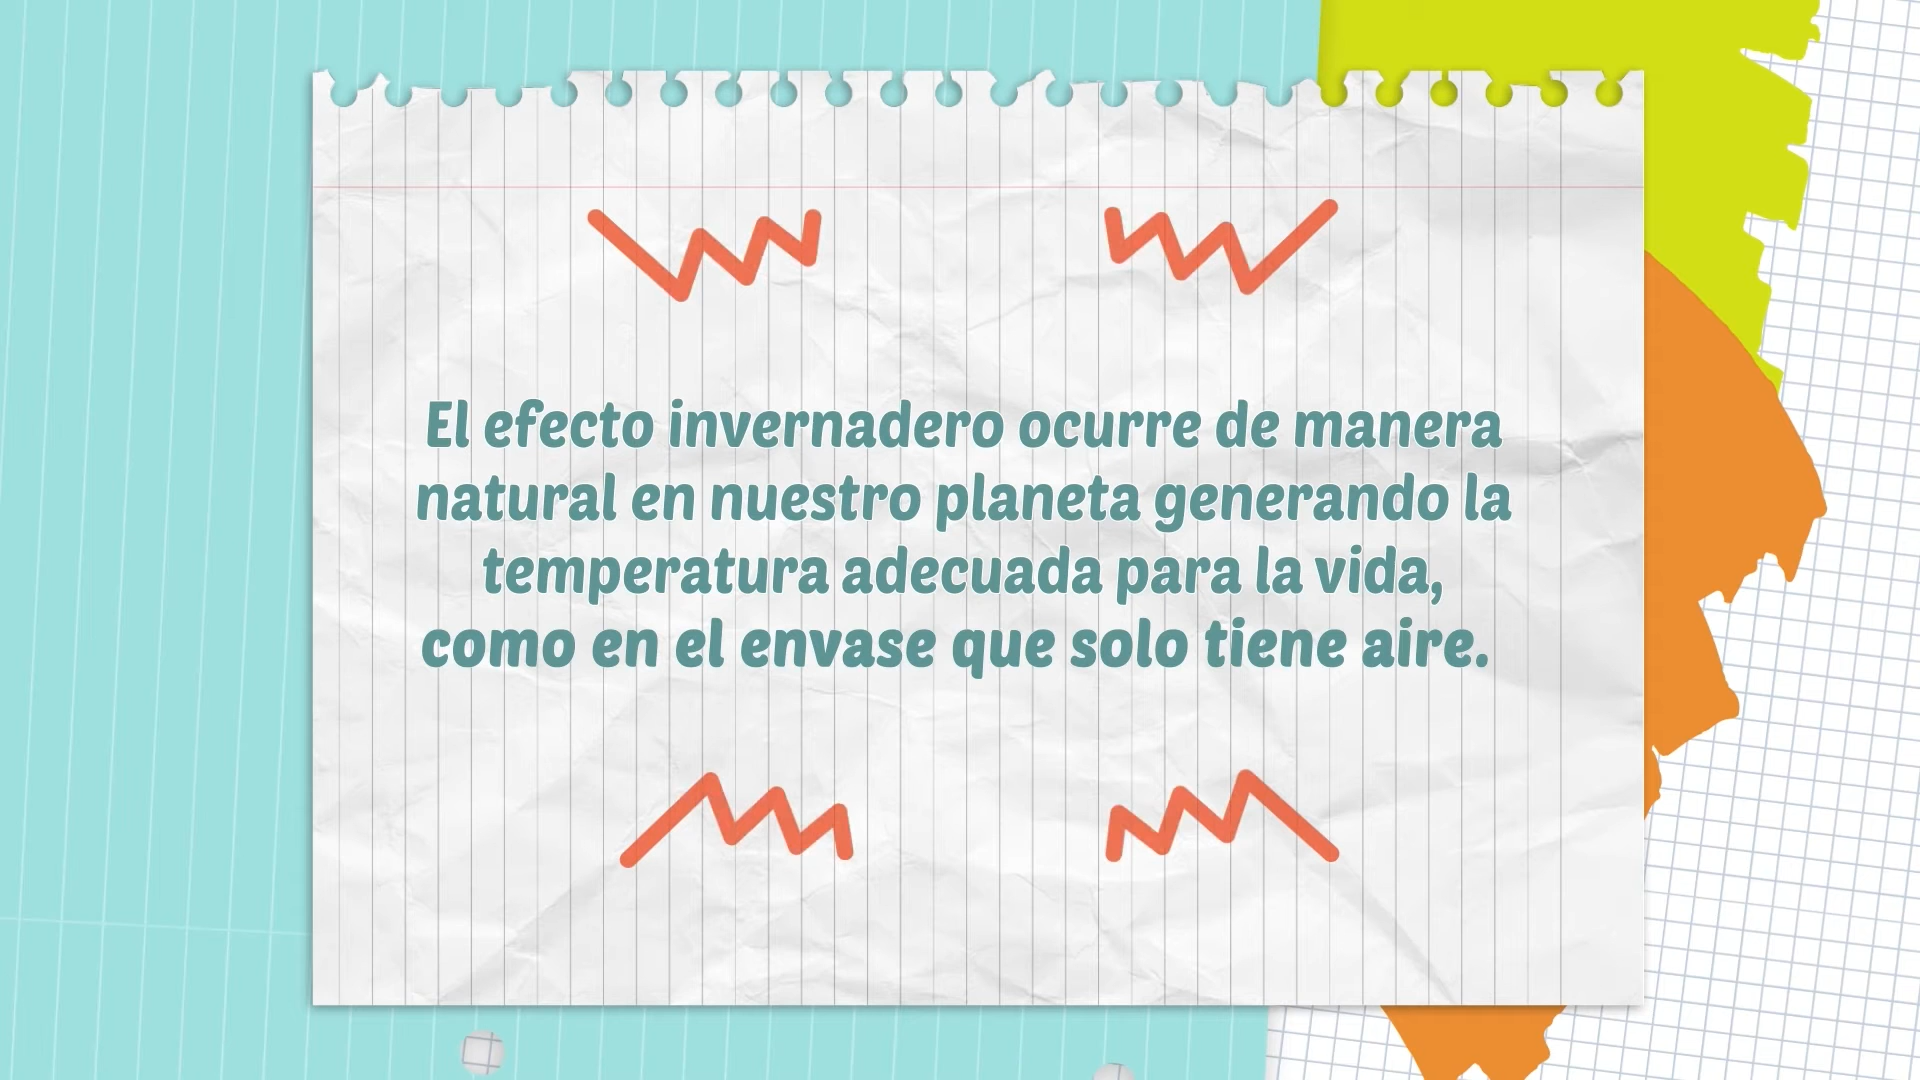 El efecto invernadero ocurre de manera
natural en nuestro planeta generando la
temperatura adecuada para la vida,
como en el envase que solo tiene aire.